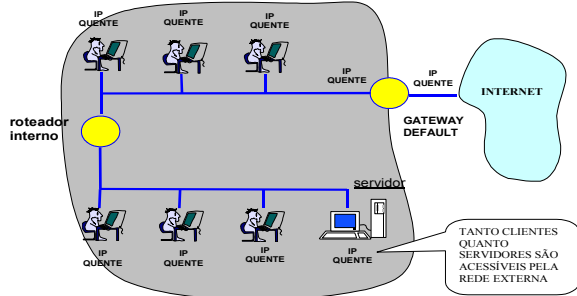 IP
QUENTE
IP
QUENTE
IP
QUENTE
IP
QUENTE
IP
QUENTE
INTERNET
GATEWAY
DEFAULT
roteador
interno
servidor
IP
QUENTE
IP
QUENTE
IP
QUENTE
IP
QUENTE
TANTO CLIENTES
QUANTO
SERVIDORES SÃO
ACESSÍVEIS PELA
REDE EXTERNA